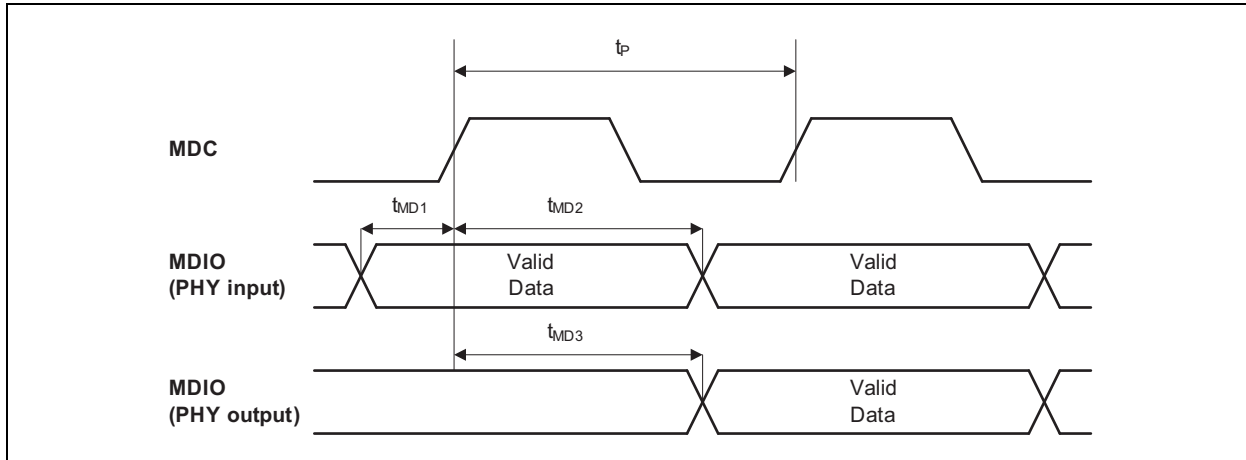 tP
MDC
tMD1
tMD2
MDIO
(PHY input)
Valid
Data
Valid
Data
tMD3
MDIO
(PHY output)
Valid
Data